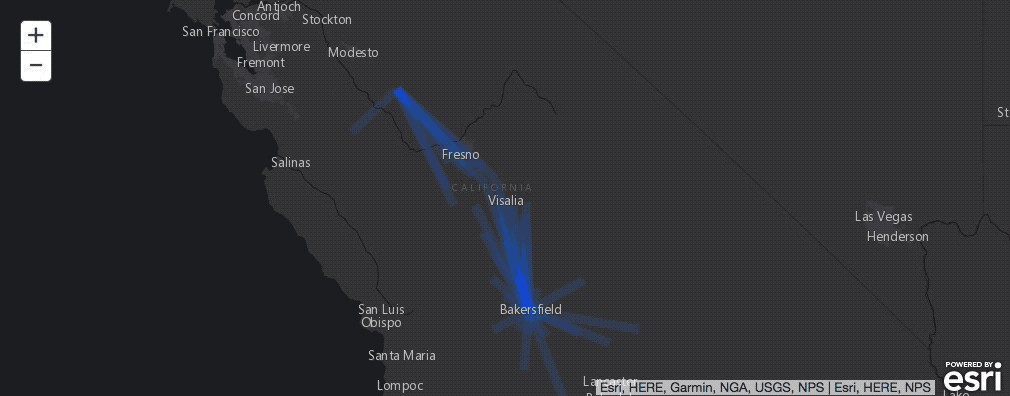 Antioch
Concord
Stockton
San Francisco
Livermore
Modesto
Fremont
San Jose
Fresno
Salinas
CALIFORNIA
Visalia
St
Las Vegas
Henderson
San Luis
Obispo
Bakersfield
Santa Maria
Lompoc
Lancaster
POWERED BY
esri
Esri, HERE, Garmin, NGA, USGS, NPS | Esri, HERE, NPS
Lake